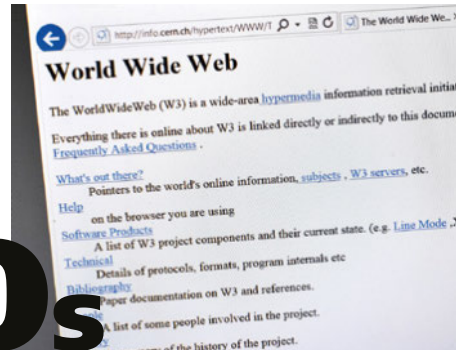 http://info.cern.ch/hypertext/WWW/T
The World Wide We...
World Wide Web
The WorldWideWeb (W3) is a wide-area hypermedia information retrieval
Everything there is online about W3 is linked directly or indirectly to this
Frequently Asked Questions .
What's out there?
Pointers to the world's online information, subjects , W3 servers, etc.
Help
on the browser you are using
Software Products
A list of W3 project components and their current state. (e.g. Line Mode ,
Technical
Details of protocols, formats, program internals etc
Bibliography
Paper documentation on W3 and references.
A list of some people involved in the project.
of the history of the project.
0s